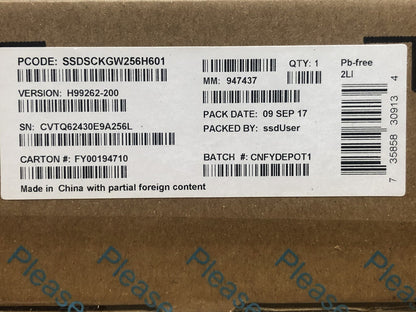 PCODE: SSDSCKGW256H601
QTY: 1
Pb-free
2LI
MM: 947437
VERSION: H99262-200
PACK DATE: 09 SEP 17
SN: CVTQ62430E9A256L
PACKED BY: ssdUser
CARTON #: FY00194710
BATCH #: CNFYDEPOT1
Made in China with partial foreign content
7 35858 30913 4
Please
Please
Please